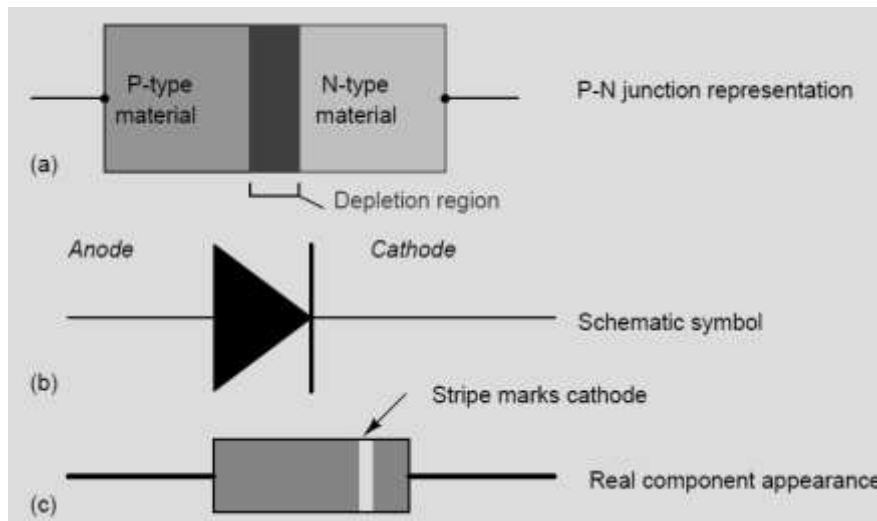 P-type
material
N-type
material
P-N junction representation
(a)
Depletion region
Anode
Cathode
Schematic symbol
(b)
Stripe marks cathode
Real component appearance
(c)